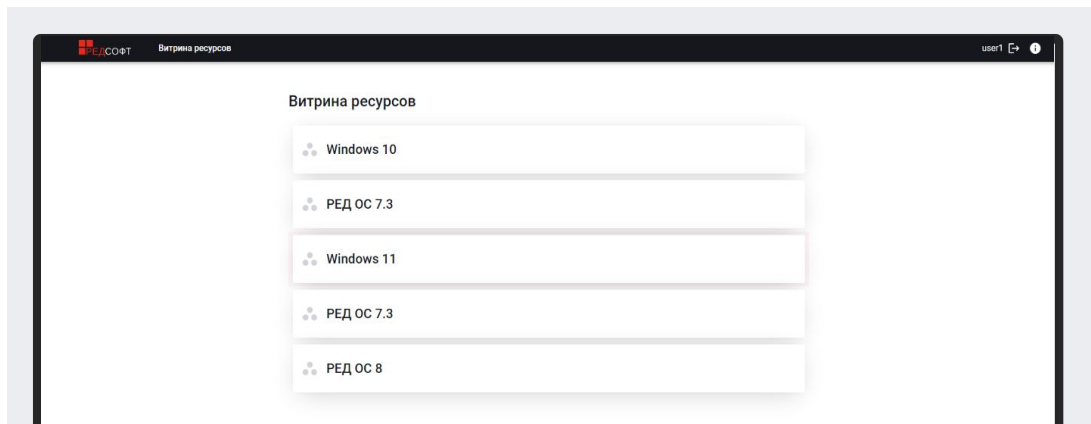 РЕДСОФТ Витрина ресурсов user1
Витрина ресурсов
Windows 10
РЕД ОС 7.3
Windows 11
РЕД ОС 7.3
РЕД ОС 8